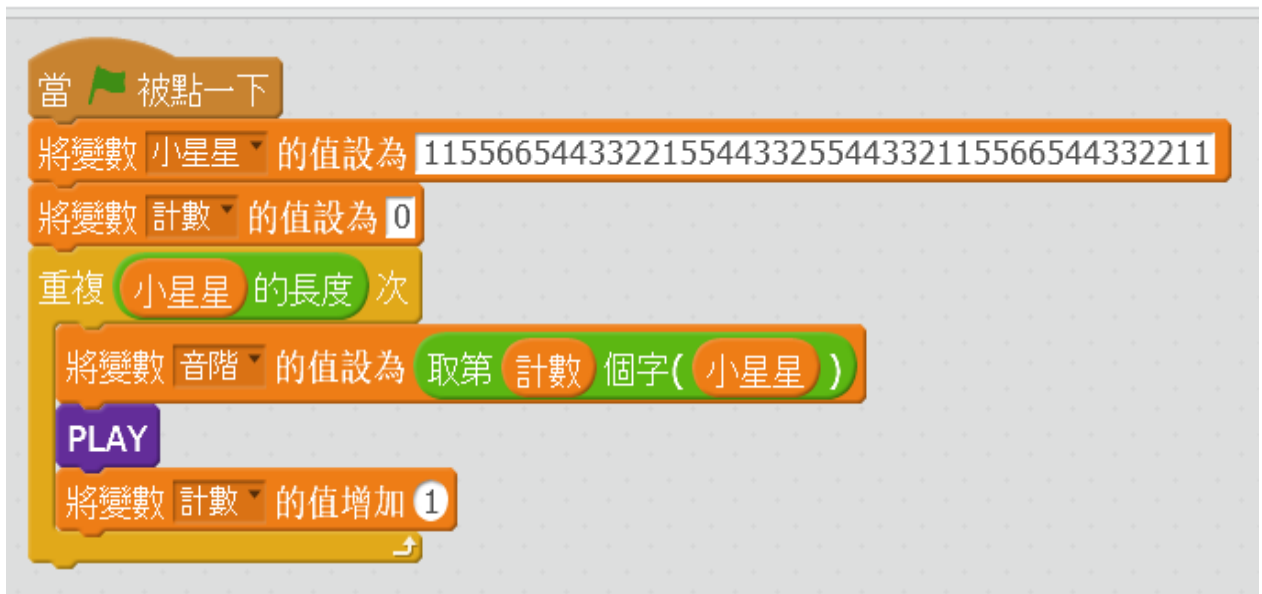 當 被點一下
將變數 小星星 的值設為 1155665443322155443325544332115566544332211
將變數 計數 的值設為 0
重複 小星星 的長度 次
將變數 音階 的值設為 取第 計數 個字( 小星星 )
PLAY
將變數 計數 的值增加 1